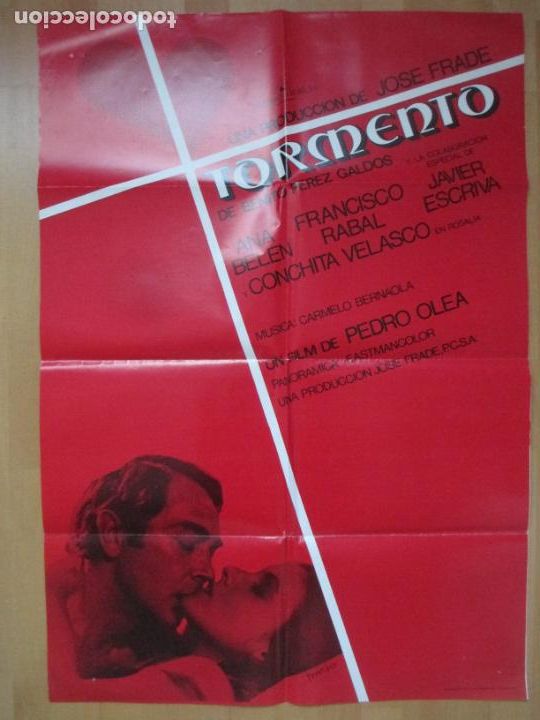 todocoleccion
UNA PRODUCCION DE JOSE FRADE
TORMENTO
DE BENITO PEREZ GALDOS
Y LA COLABORACION
ESPECIAL DE
ANA FRANCISCO JAVIER
BELEN RABAL ESCRIVA
Y CONCHITA VELASCO EN ROSALIA
MUSICA: CARMELO BERNAOLA
UN FILM DE PEDRO OLEA
PANORAMICA EASTMANCOLOR
UNA PRODUCCION JOSE FRADE, P.C.S.A.
todocoleccion.net